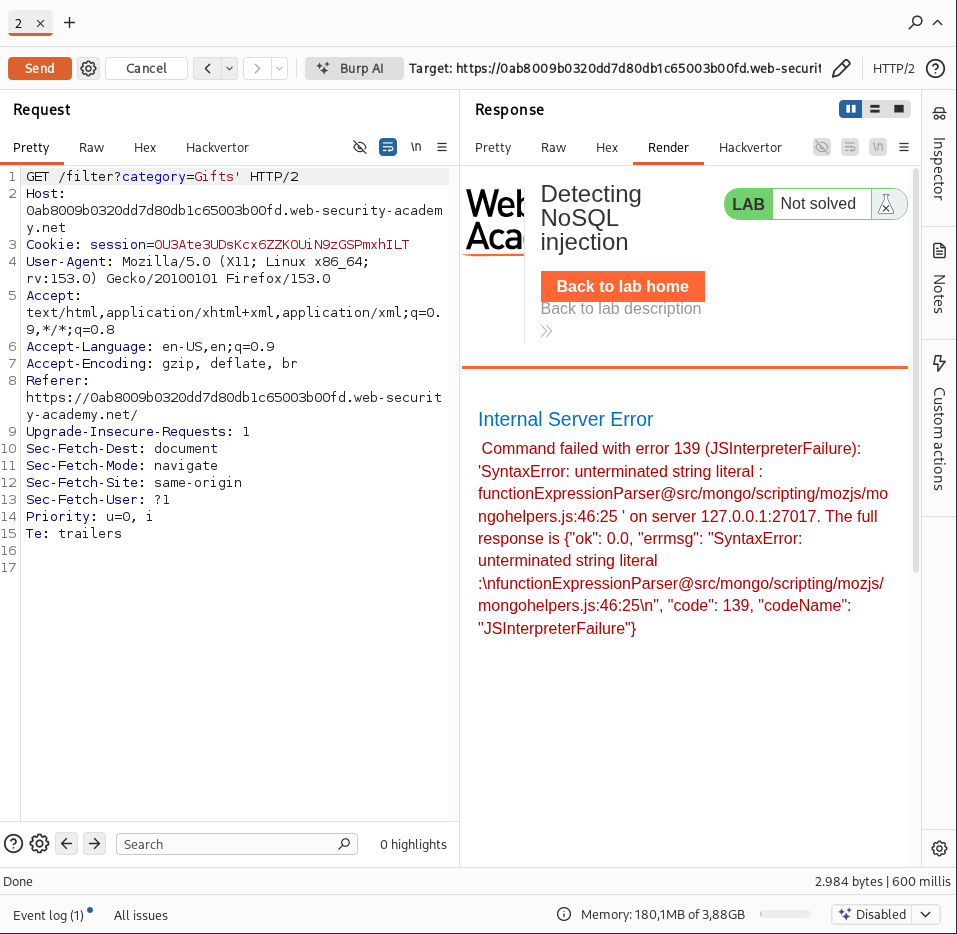 2
Send
Cancel
Burp AI
Target: https://0ab8009b0320dd7d80db1c65003b00fd.web-securit
HTTP/2
Request
Pretty Raw Hex Hackvertor \n
1 GET /filter?category=Gifts' HTTP/2
2 Host:
0ab8009b0320dd7d80db1c65003b00fd.web-security-academ
y.net
3 Cookie: session=OU3Ate3UDsKcx6ZZKOUiN9zGSPmxhILT
4 User-Agent: Mozilla/5.0 (X11; Linux x86_64;
rv:153.0) Gecko/20100101 Firefox/153.0
5 Accept:
text/html,application/xhtml+xml,application/xml;q=0.
9,*/*;q=0.8
6 Accept-Language: en-US,en;q=0.9
7 Accept-Encoding: gzip, deflate, br
8 Referer:
https://0ab8009b0320dd7d80db1c65003b00fd.web-securit
y-academy.net/
9 Upgrade-Insecure-Requests: 1
10 Sec-Fetch-Dest: document
11 Sec-Fetch-Mode: navigate
12 Sec-Fetch-Site: same-origin
13 Sec-Fetch-User: ?1
14 Priority: u=0, i
15 Te: trailers
16
17
Search
0 highlights
Response
Pretty Raw Hex Render Hackvertor \n
Web
Aca
Detecting
NoSQL
injection
LAB Not solved
Back to lab home
Back to lab description
Internal Server Error
Command failed with error 139 (JSInterpreterFailure):
'SyntaxError: unterminated string literal :
functionExpressionParser@src/mongo/scripting/mozjs/mo
ngohelpers.js:46:25 ' on server 127.0.0.1:27017. The full
response is {"ok": 0.0, "errmsg": "SyntaxError:
unterminated string literal
:\nfunctionExpressionParser@src/mongo/scripting/mozjs/
mongohelpers.js:46:25\n", "code": 139, "codeName":
"JSInterpreterFailure"}
Inspector
Notes
Custom actions
Done
2.984 bytes | 600 millis
Event log (1)
All issues
Memory: 180,1MB of 3,88GB
Disabled